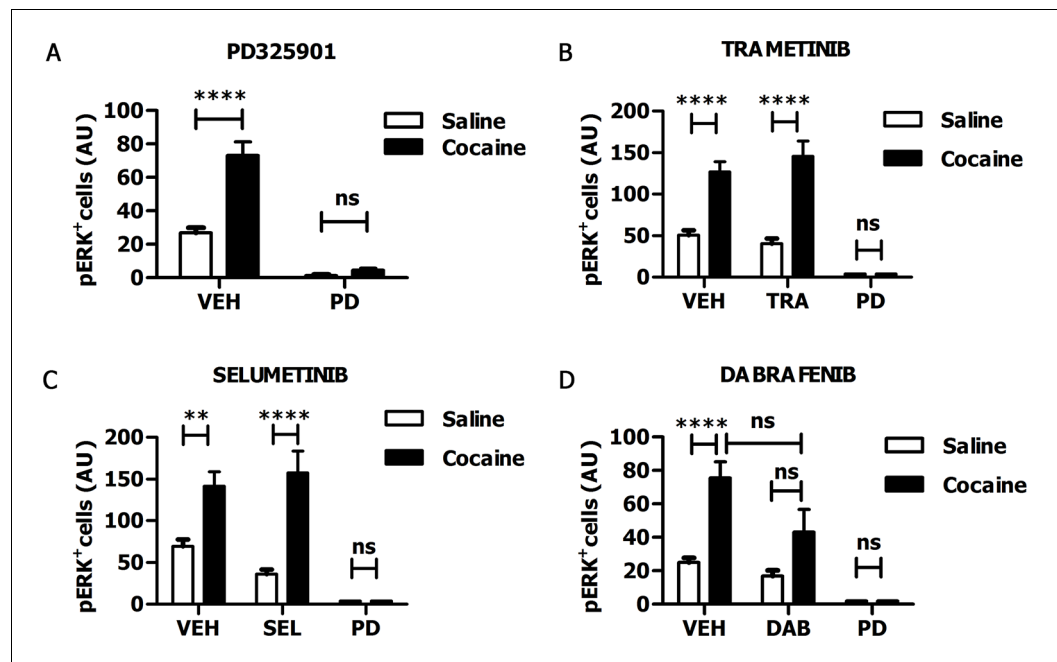 A
PD325901
****
ns
Saline
Cocaine
pERK+cells (AU)
100
80
60
40
20
0
VEH
PD
B
TRAMETINIB
****
****
ns
Saline
Cocaine
pERK+cells (AU)
200
150
100
50
0
VEH
TRA
PD
C
SELUMETINIB
**
****
ns
Saline
Cocaine
pERK+cells (AU)
200
150
100
50
0
VEH
SEL
PD
D
DABRAFENIB
****
ns
ns
ns
Saline
Cocaine
pERK+cells (AU)
100
80
60
40
20
0
VEH
DAB
PD